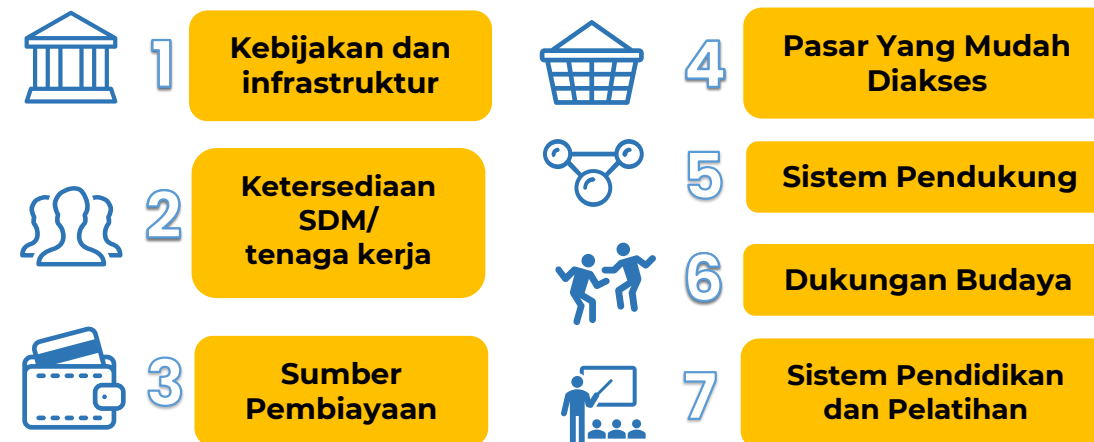 1
Kebijakan dan
infrastruktur
2
Ketersediaan
SDM/
tenaga kerja
3
Sumber
Pembiayaan
4
Pasar Yang Mudah
Diakses
5
Sistem Pendukung
6
Dukungan Budaya
7
Sistem Pendidikan
dan Pelatihan